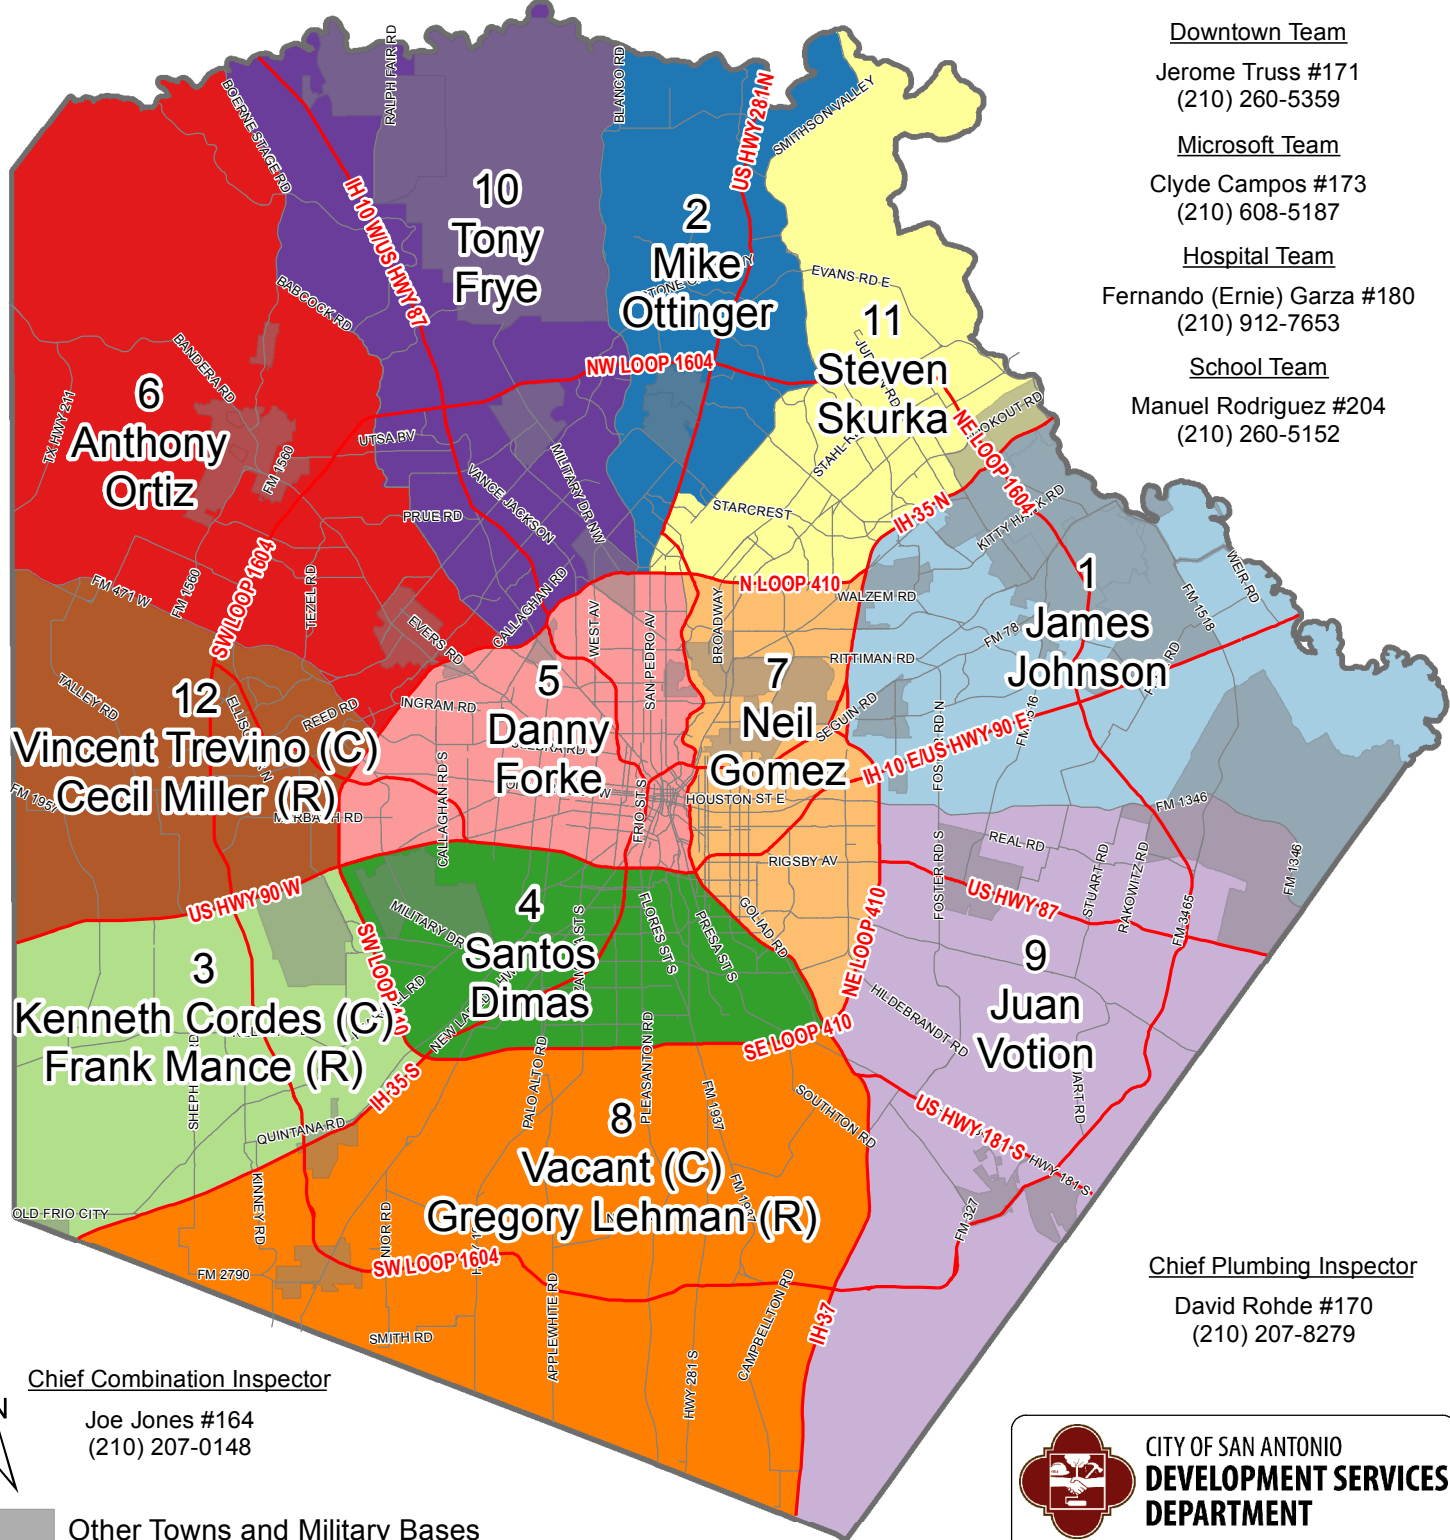 Downtown Team
Jerome Truss #171
(210) 260-5359
Microsoft Team
Clyde Campos #173
(210) 608-5187
Hospital Team
Fernando (Ernie) Garza #180
(210) 912-7653
School Team
Manuel Rodriguez #204
(210) 260-5152
RALPH FAIR RD
BLANCO RD
US HWY 281 N
SMITHSON VALLEY
BOERNE STAGE RD
IH 10 W/US HWY 87
10
Tony
Frye
2
Mike
Ottinger
EVANS RD E
BABCOCK RD
11
Steven
Skurka
NW LOOP 1604
BANDERA RD
6
Anthony
Ortiz
TX HWY 211
FM 1560
UTSA BV
VANCE JACKSON
MILITARY DR NW
PRUE RD
STARCREST
NE LOOP 1604
IH 35 N
KITTY HAWK RD
SW LOOP 1604
FM 471 W
FM 1560
TEZEL RD
EVERS RD
CALLAGHAN RD
WEST AV
SAN PEDRO AV
BROADWAY
N LOOP 410
WALZEM RD
RITTIMAN RD
FM 78
1
James
Johnson
FM 1518
WEIR RD
5
Danny
Forke
7
Neil
Gomez
SEGUIN RD
IH 10 E/US HWY 90 E
12
Vincent Trevino (C)
Cecil Miller (R)
TALLEY RD
REED RD
INGRAM RD
CALLAGHAN RD S
FRIO ST S
HOUSTON ST E
RIGSBY AV
FM 1346
FM 1346
FOSTER RD S
REAL RD
STUART RD
RAKOWITZ RD
FM 3465
US HWY 87
US HWY 90 W
3
Kenneth Cordes (C)
Frank Mance (R)
SW LOOP 410
4
Santos
Dimas
FLORES ST S
PRESA ST S
GOLIAD RD
NE LOOP 410
SE LOOP 410
9
Juan
Votion
HILDEBRANDT RD
IH 35 S
QUINTANA RD
PALO ALTO RD
PLEASANTON RD
FM 1937
SOUTHTON RD
US HWY 181 S
HWY 181 S
8
Vacant (C)
Gregory Lehman (R)
FM 1937
OLD FRIO CITY
KINNEY RD
FM 2790
SW LOOP 1604
SMITH RD
APPLEWHITE RD
HWY 281 S
CAMPBELLTON RD
IH 37
FM 327
Chief Plumbing Inspector
David Rohde #170
(210) 207-8279
Chief Combination Inspector
Joe Jones #164
(210) 207-0148
Other Towns and Military Bases
CITY OF SAN ANTONIO
DEVELOPMENT SERVICES
DEPARTMENT